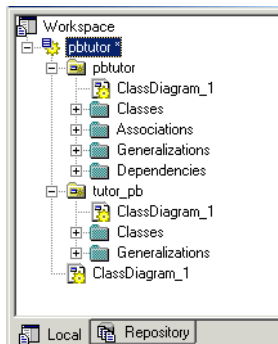 Workspace
pbtutor *
pbtutor
ClassDiagram_1
Classes
Associations
Generalizations
Dependencies
tutor_pb
ClassDiagram_1
Classes
Generalizations
ClassDiagram_1
Local Repository